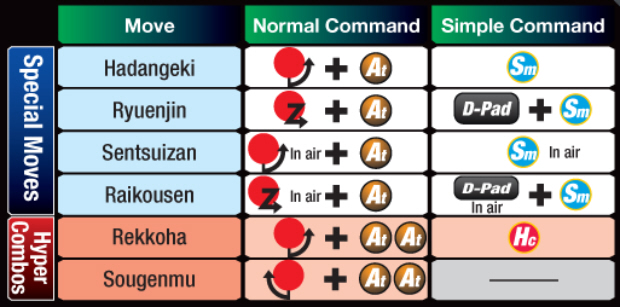 Move Normal Command Simple Command
Special Moves
Hadangeki + At Sm
Ryuenjin Z + At D-Pad + Sm
Sentsuizan In air + At Sm In air
Raikousen Z In air + At D-Pad In air + Sm
Hyper Combos
Rekkoha + At At Hc
Sougenmu + At At